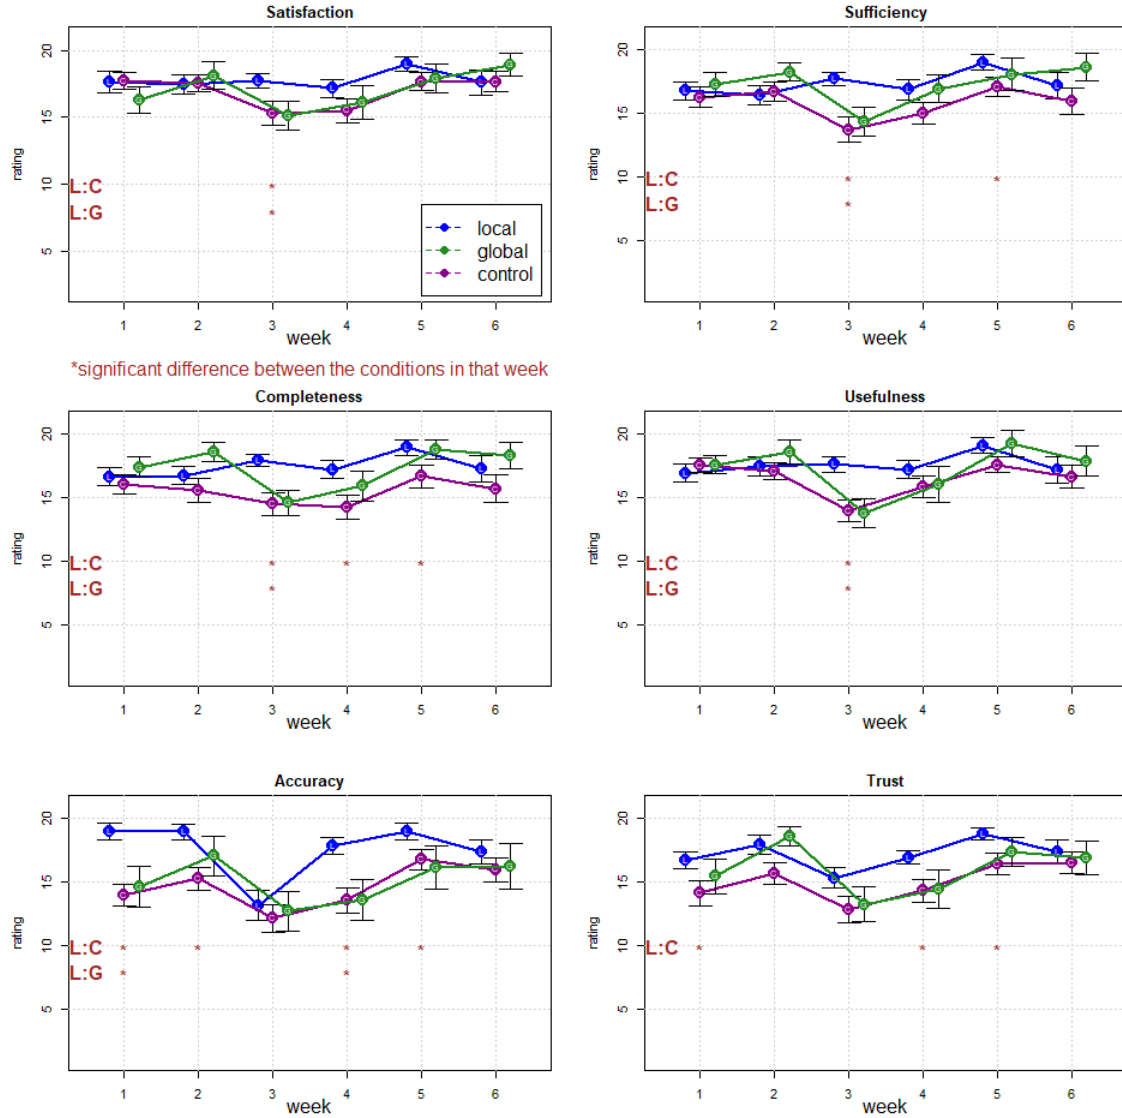 Satisfaction
rating
20
15
10
5
L:C *
L:G *
local
global
control
1 2 3 4 5 6
week
Sufficiency
rating
20
15
10
5
L:C * *
L:G *
1 2 3 4 5 6
week
*significant difference between the conditions in that week
Completeness
rating
20
15
10
5
L:C * * *
L:G *
1 2 3 4 5 6
week
Usefulness
rating
20
15
10
5
L:C *
L:G *
1 2 3 4 5 6
week
Accuracy
rating
20
15
10
5
L:C * * * *
L:G * *
1 2 3 4 5 6
week
Trust
rating
20
15
10
5
L:C * * *
1 2 3 4 5 6
week